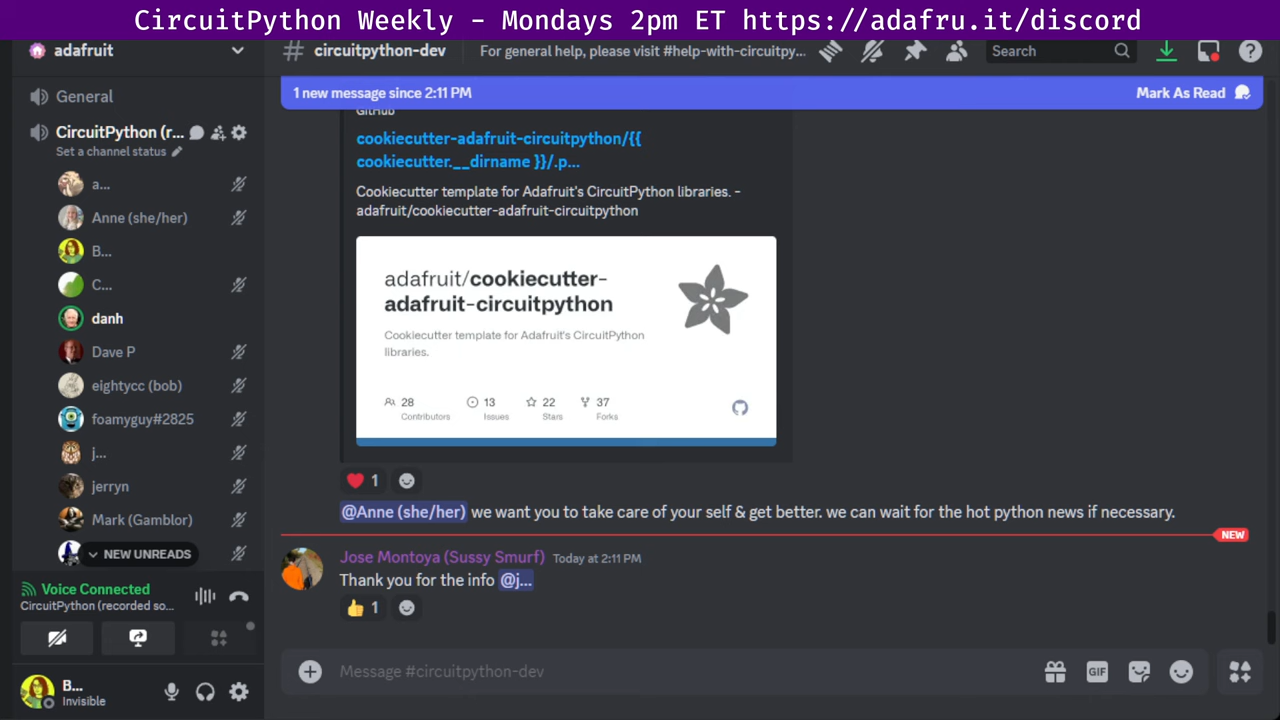 CircuitPython Weekly - Mondays 2pm ET https://adafru.it/discord
adafruit
General
CircuitPython (r...
Set a channel status
a...
Anne (she/her)
B...
C...
danh
Dave P
eightycc (bob)
foamyguy#2825
j...
jerryn
Mark (Gamblor)
NEW UNREADS
Voice Connected
CircuitPython (recorded so...
B...
Invisible
# circuitpython-dev
For general help, please visit #help-with-circuitpy...
Search
1 new message since 2:11 PM
Mark As Read
GitHub
cookiecutter-adafruit-circuitpython/{{
cookiecutter.__dirname }}/.p...
Cookiecutter template for Adafruit's CircuitPython libraries. -
adafruit/cookiecutter-adafruit-circuitpython
adafruit/cookiecutter-
adafruit-circuitpython
Cookiecutter template for Adafruit's CircuitPython
libraries.
28
Contributors
13
Issues
22
Stars
37
Forks
1
@Anne (she/her) we want you to take care of your self & get better. we can wait for the hot python news if necessary.
NEW
Jose Montoya (Sussy Smurf) Today at 2:11 PM
Thank you for the info @j...
1
Message #circuitpython-dev
GIF